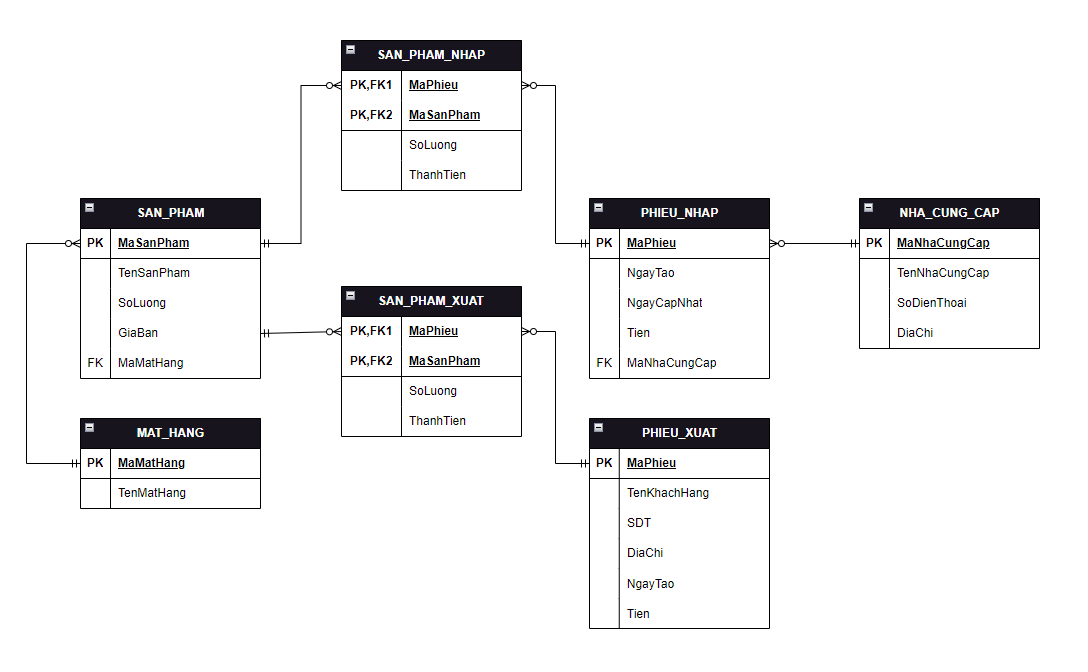 SAN_PHAM_NHAP
PK,FK1 MaPhieu
PK,FK2 MaSanPham
SoLuong
ThanhTien
SAN_PHAM
PK MaSanPham
TenSanPham
SoLuong
GiaBan
FK MaMatHang
PHIEU_NHAP
PK MaPhieu
NgayTao
NgayCapNhat
Tien
FK MaNhaCungCap
NHA_CUNG_CAP
PK MaNhaCungCap
TenNhaCungCap
SoDienThoai
DiaChi
SAN_PHAM_XUAT
PK,FK1 MaPhieu
PK,FK2 MaSanPham
SoLuong
ThanhTien
MAT_HANG
PK MaMatHang
TenMatHang
PHIEU_XUAT
PK MaPhieu
TenKhachHang
SDT
DiaChi
NgayTao
Tien